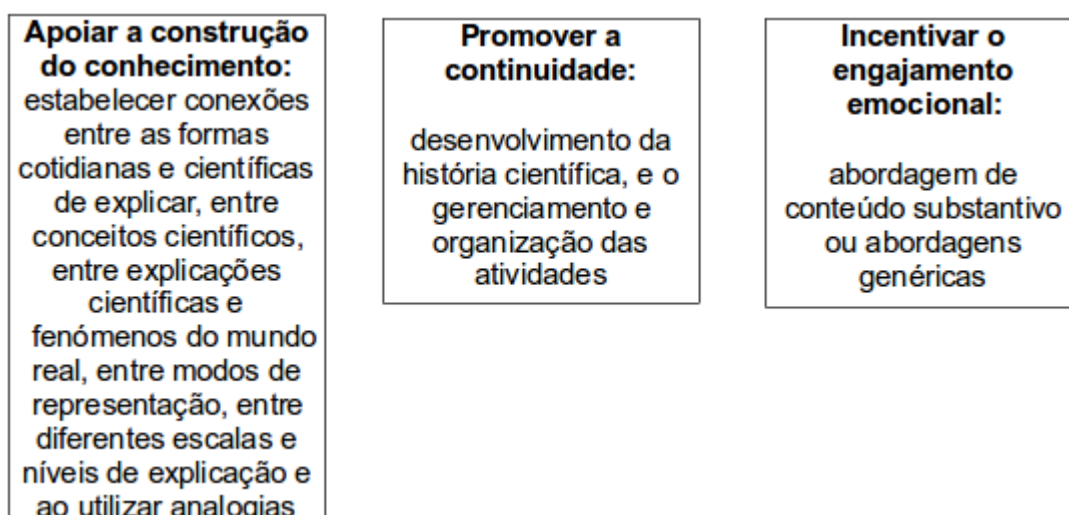 Apoiar a construção
do conhecimento:
estabelecer conexões
entre as formas
cotidianas e científicas
de explicar, entre
conceitos científicos,
entre explicações
científicas e
fenómenos do mundo
real, entre modos de
representação, entre
diferentes escalas e
níveis de explicação e
ao utilizar analogias
Promover a
continuidade:
desenvolvimento da
história científica, e o
gerenciamento e
organização das
atividades
Incentivar o
engajamento
emocional:
abordagem de
conteúdo substantivo
ou abordagens
genéricas